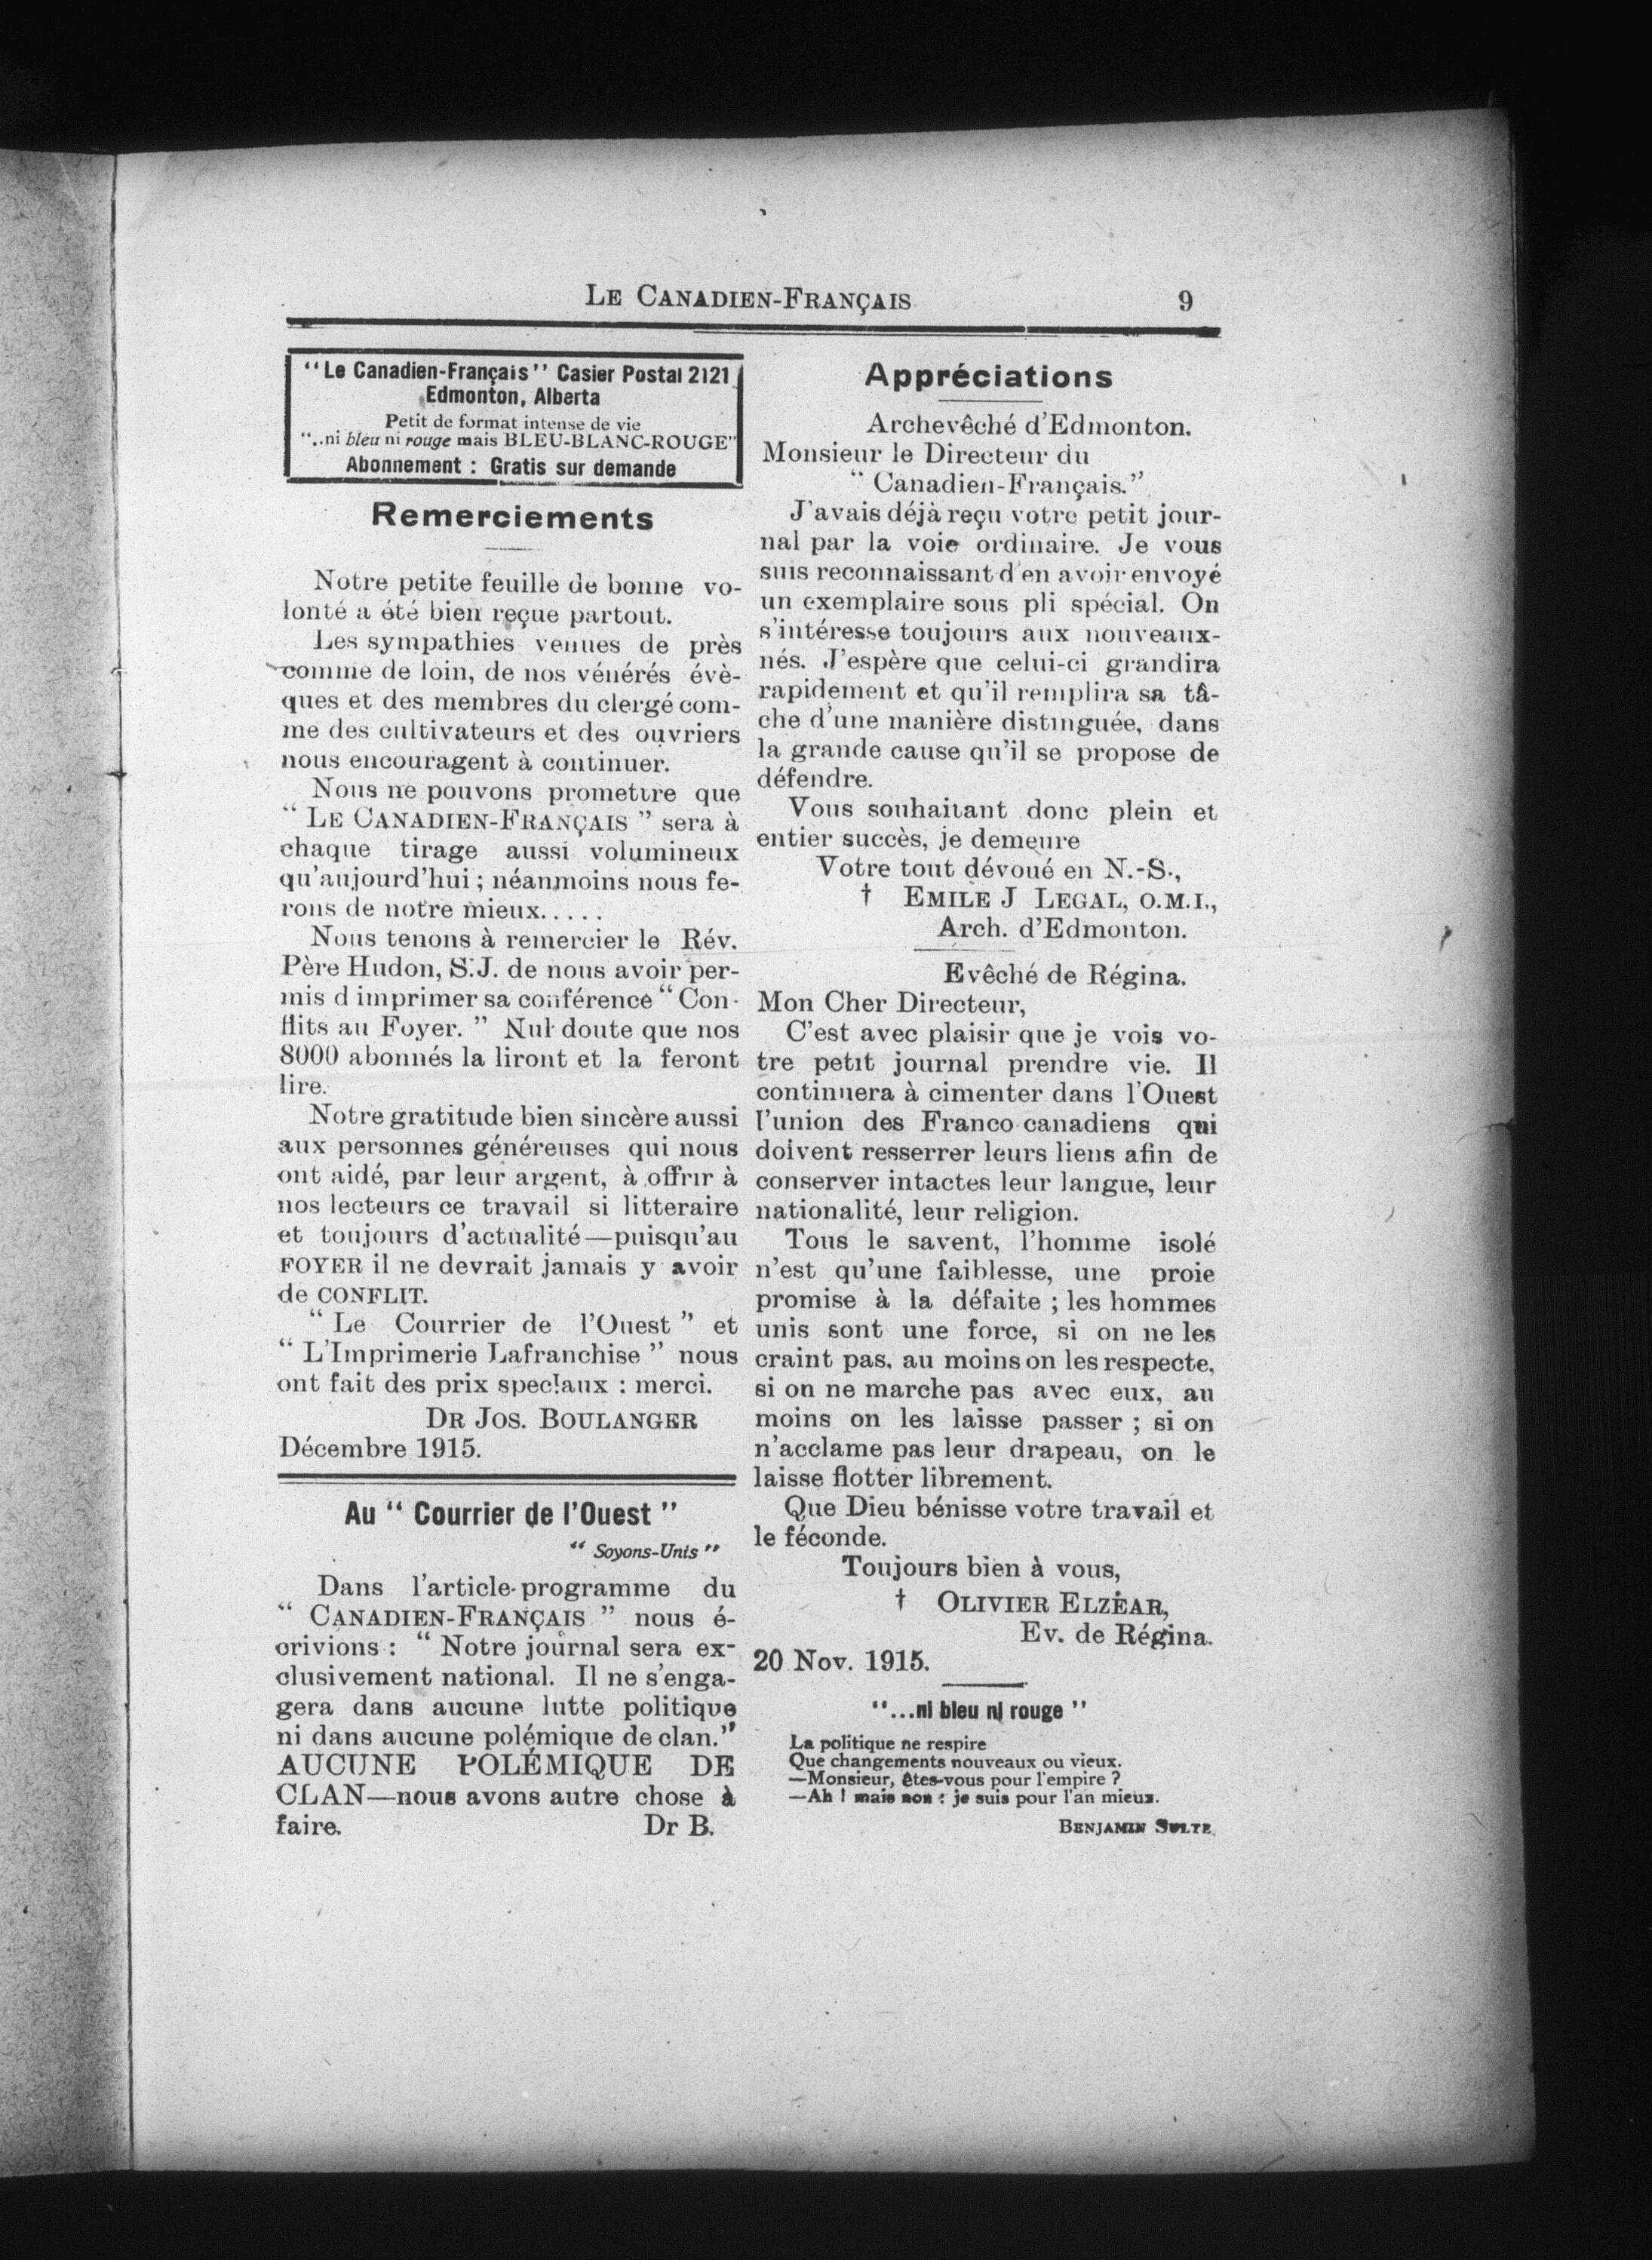 LE CANADIEN-FRANÇAIS 9
"Le Canadien-Français" Casier Postal 2121
Edmonton, Alberta
Petit de format intense de vie
"..ni bleu ni rouge mais BLEU-BLANC-ROUGE"
Abonnement : Gratis sur demande
Remerciements
Notre petite feuille de bonne vo-
lonté a été bien reçue partout.
Les sympathies venues de près
comme de loin, de nos vénérés évè-
ques et des membres du clergé com-
me des cultivateurs et des ouvriers
nous encouragent à continuer.
Nous ne pouvons promettre que
" LE CANADIEN-FRANÇAIS " sera à
chaque tirage aussi volumineux
qu'aujourd'hui ; néanmoins nous fe-
rons de notre mieux.....
Nous tenons à remercier le Rév.
Père Hudon, S.J. de nous avoir per-
mis d imprimer sa conférence " Con-
flits au Foyer. " Nul doute que nos
8000 abonnés la liront et la feront
lire.
Notre gratitude bien sincère aussi
aux personnes généreuses qui nous
ont aidé, par leur argent, à offrir à
nos lecteurs ce travail si litteraire
et toujours d'actualité—puisqu'au
FOYER il ne devrait jamais y avoir
de CONFLIT.
" Le Courrier de l'Ouest " et
" L'Imprimerie Lafranchise " nous
ont fait des prix speciaux : merci.
DR JOS. BOULANGER
Décembre 1915.
Au " Courrier de l'Ouest "
" Soyons-Unis "
Dans l'article-programme du
" CANADIEN-FRANÇAIS " nous é-
crivions : " Notre journal sera ex-
clusivement national. Il ne s'enga-
gera dans aucune lutte politique
ni dans aucune polémique de clan."
AUCUNE POLÉMIQUE DE
CLAN—nous avons autre chose à
faire. Dr B.
Appréciations
Archevêché d'Edmonton.
Monsieur le Directeur du
" Canadien-Français."
J'avais déjà reçu votre petit jour-
nal par la voie ordinaire. Je vous
suis reconnaissant d'en avoir envoyé
un exemplaire sous pli spécial. On
s'intéresse toujours aux nouveaux-
nés. J'espère que celui-ci grandira
rapidement et qu'il remplira sa tâ-
che d'une manière distinguée, dans
la grande cause qu'il se propose de
défendre.
Vous souhaitant donc plein et
entier succès, je demeure
Votre tout dévoué en N.-S.,
† EMILE J LEGAL, O.M.I.,
Arch. d'Edmonton.
Evêché de Régina.
Mon Cher Directeur,
C'est avec plaisir que je vois vo-
tre petit journal prendre vie. Il
continuera à cimenter dans l'Ouest
l'union des Franco-canadiens qui
doivent resserrer leurs liens afin de
conserver intactes leur langue, leur
nationalité, leur religion.
Tous le savent, l'homme isolé
n'est qu'une faiblesse, une proie
promise à la défaite ; les hommes
unis sont une force, si on ne les
craint pas, au moins on les respecte,
si on ne marche pas avec eux, au
moins on les laisse passer ; si on
n'acclame pas leur drapeau, on le
laisse flotter librement.
Que Dieu bénisse votre travail et
le féconde.
Toujours bien à vous,
† OLIVIER ELZÉAR,
Ev. de Régina.
20 Nov. 1915.
"...ni bleu ni rouge "
La politique ne respire
Que changements nouveaux ou vieux.
—Monsieur, êtes-vous pour l'empire ?
—Ah ! mais non : je suis pour l'an mieux.
BENJAMIN SULTE.